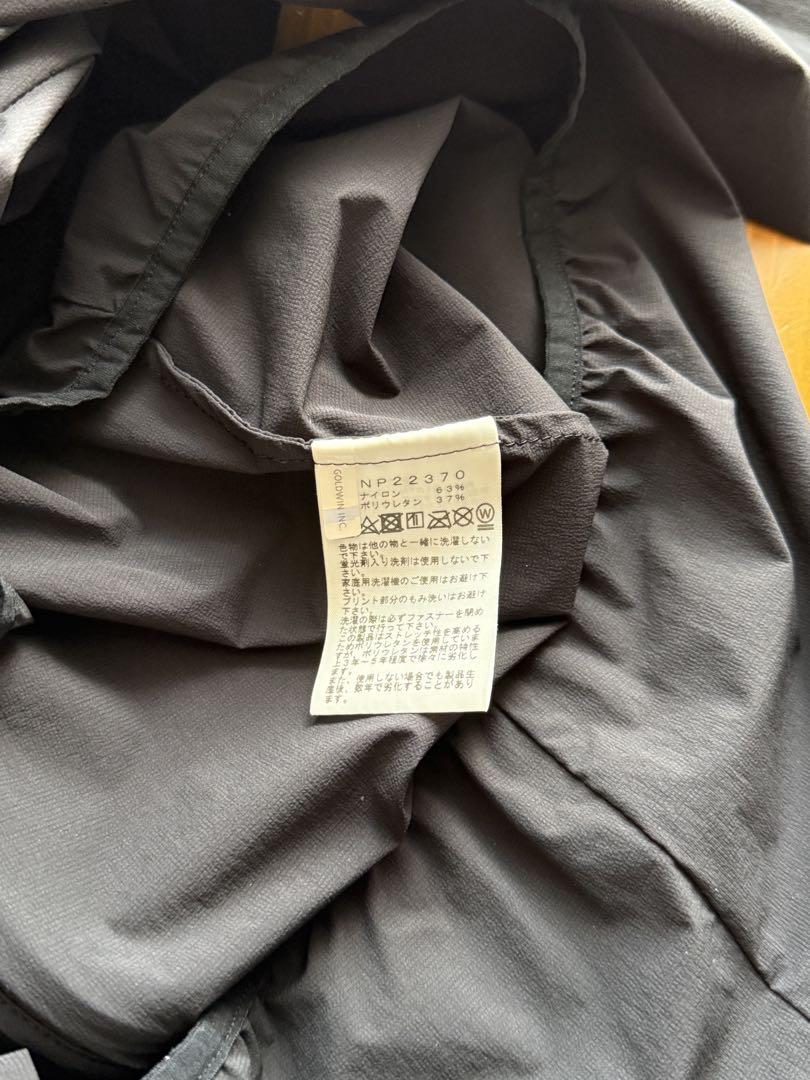 GOLDWIN INC.
NP22370
ナイロン 63%
ポリウレタン 37%
色物は他の物と一緒に洗濯しない
で下さい。
蛍光剤入り洗剤は使用しないで下
さい。
家庭用洗濯機のご使用はお避け下
さい。
プリント部分のもみ洗いはお避け
下さい。
洗濯の際は必ずファスナーを閉め
た状態で行って下さい。
この製品はストレッチ性を高める
ためポリウレタンを使用していま
すが、ポリウレタンは素材の特性
上3年〜5年程度で徐々に劣化し
ます。
また、使用しない場合でも製品生
産後、数年で劣化することがあり
ます。